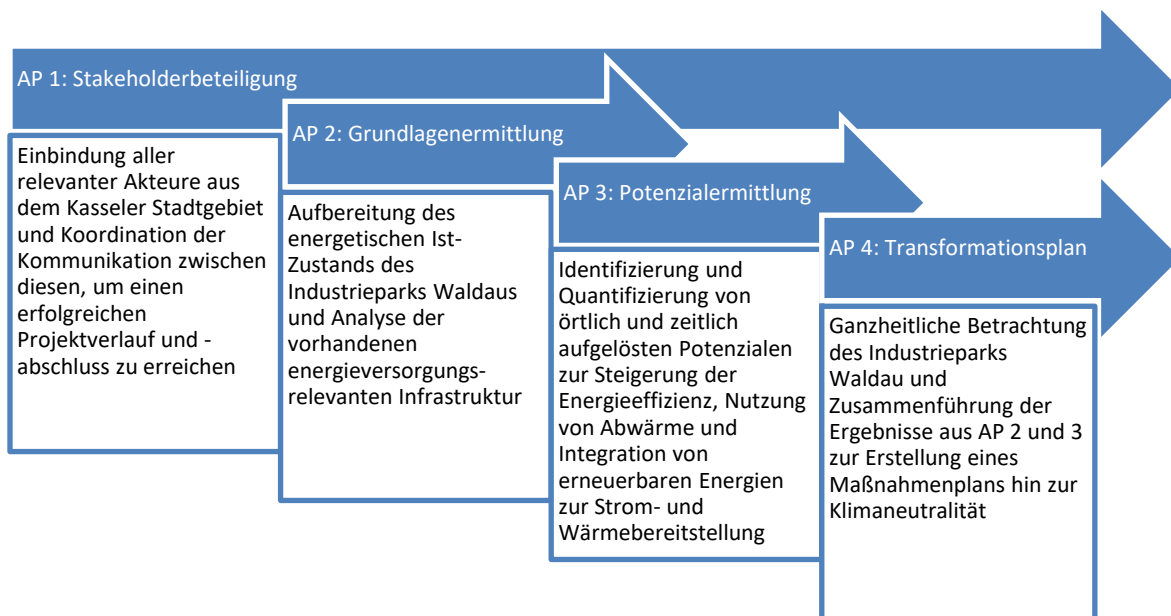 AP 1: Stakeholderbeteiligung
Einbindung aller
relevanter Akteure aus
dem Kasseler Stadtgebiet
und Koordination der
Kommunikation zwischen
diesen, um einen
erfolgreichen
Projektverlauf und -
abschluss zu erreichen
AP 2: Grundlagenermittlung
Aufbereitung des
energetischen Ist-
Zustands des
Industrieparks Waldaus
und Analyse der
vorhandenen
energieversorgungs-
relevanten Infrastruktur
AP 3: Potenzialermittlung
Identifizierung und
Quantifizierung von
örtlich und zeitlich
aufgelösten Potenzialen
zur Steigerung der
Energieeffizienz, Nutzung
von Abwärme und
Integration von
erneuerbaren Energien
zur Strom- und
Wärmebereitstellung
AP 4: Transformationsplan
Ganzheitliche Betrachtung
des Industrieparks
Waldau und
Zusammenführung der
Ergebnisse aus AP 2 und 3
zur Erstellung eines
Maßnahmenplans hin zur
Klimaneutralität